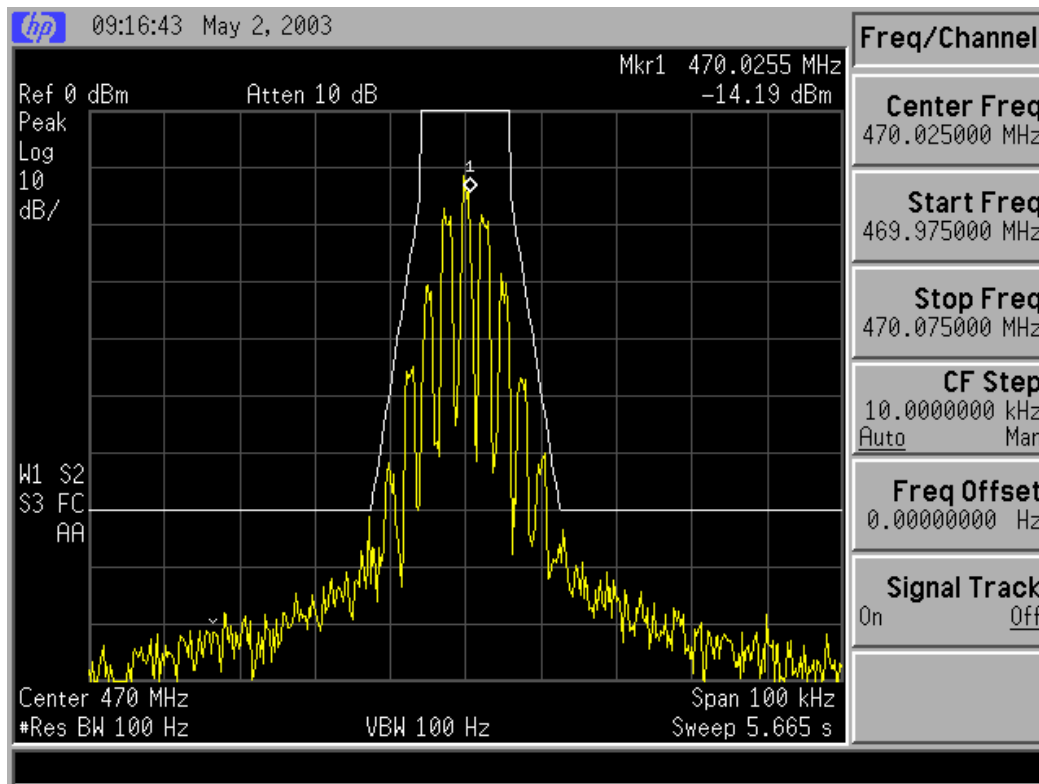 hp 09:16:43 May 2, 2003
Mkr1 470.0255 MHz
Ref 0 dBm Atten 10 dB -14.19 dBm
Peak
Log
10
dB/
1
W1 S2
S3 FC
AA
Center 470 MHz Span 100 kHz
#Res BW 100 Hz VBW 100 Hz Sweep 5.665 s
Freq/Channel
Center Freq
470.025000 MHz
Start Freq
469.975000 MHz
Stop Freq
470.075000 MHz
CF Step
10.0000000 kHz
Auto Man
Freq Offset
0.00000000 Hz
Signal Track
On Off